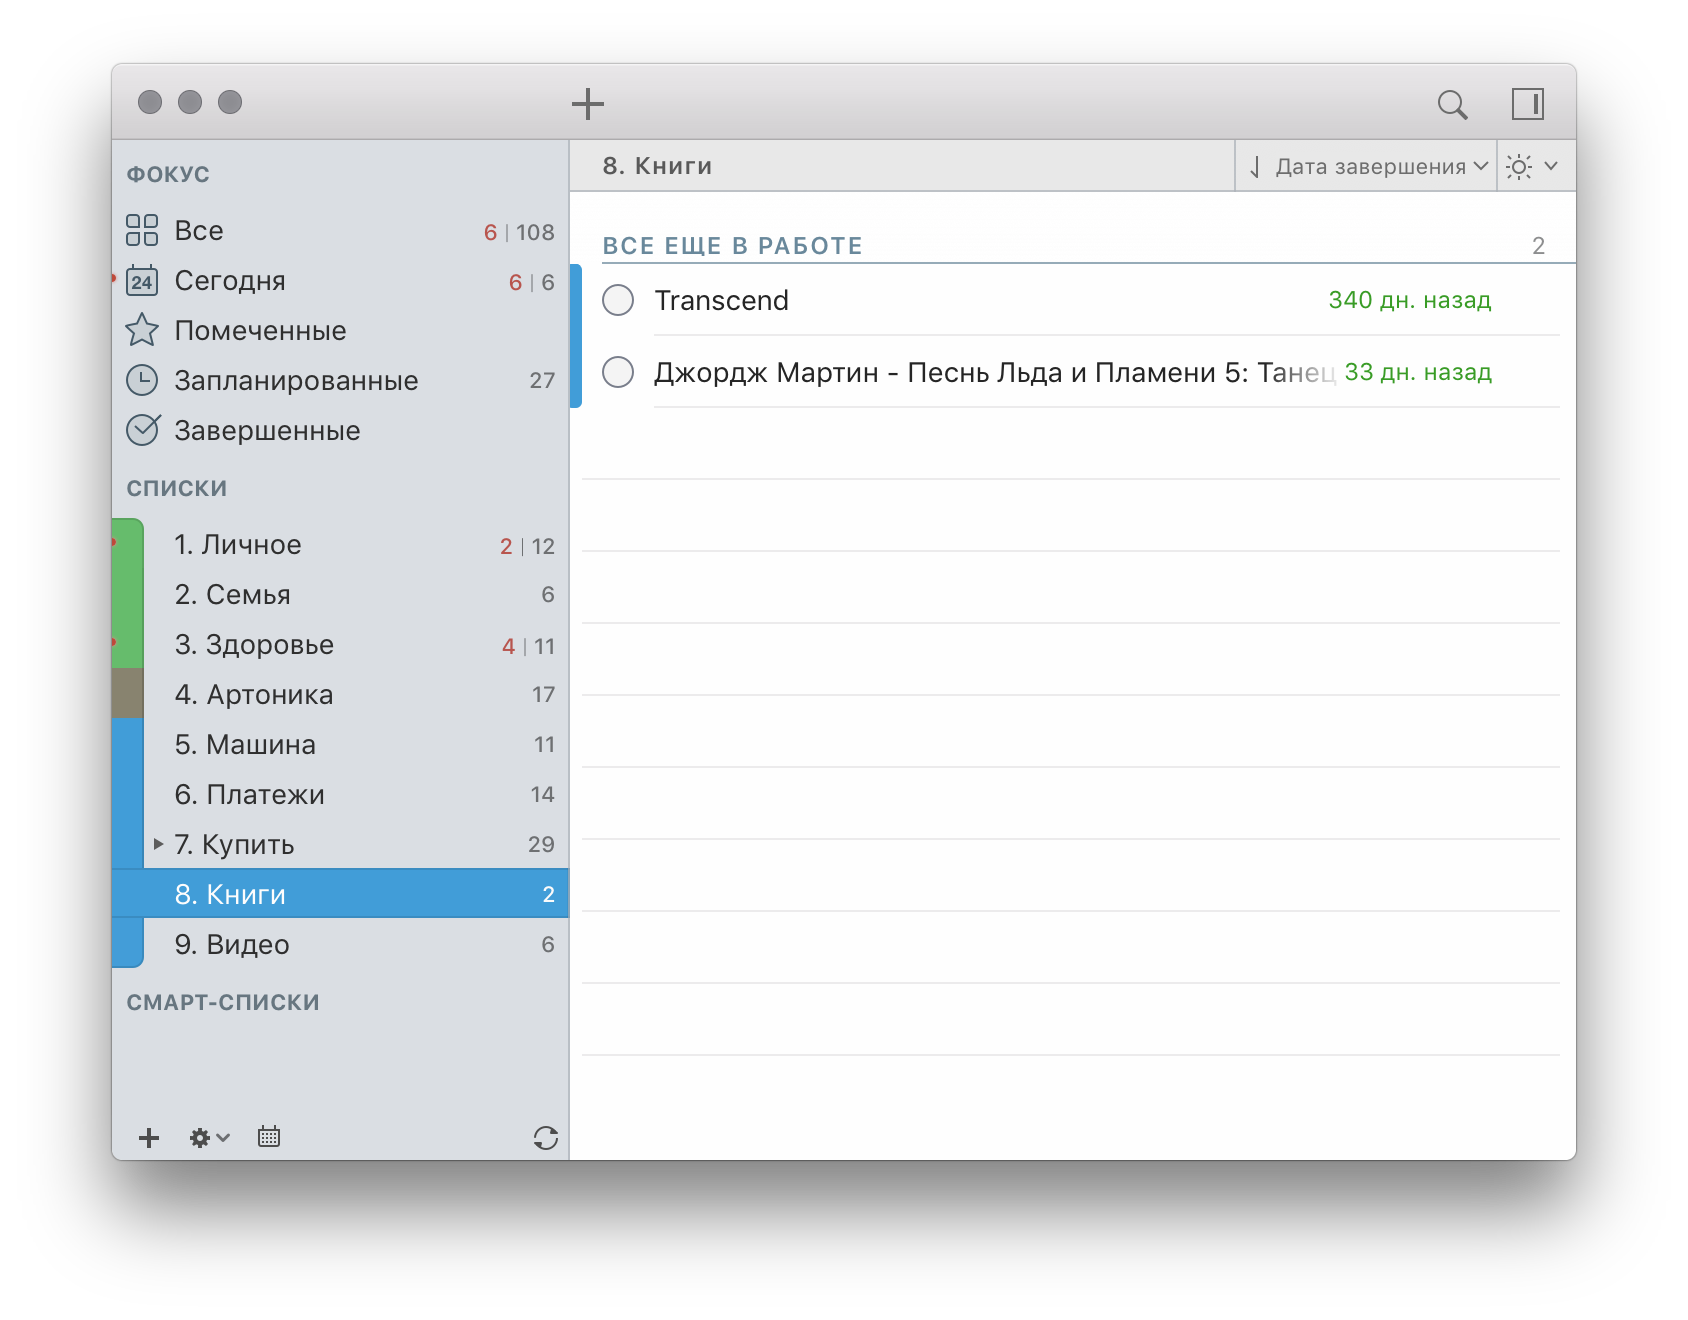 ФОКУС
Все 6 | 108
24 Сегодня 6 | 6
Помеченные
Запланированные 27
Завершенные
СПИСКИ
1. Личное 2 | 12
2. Семья 6
3. Здоровье 4 | 11
4. Артоника 17
5. Машина 11
6. Платежи 14
7. Купить 29
8. Книги 2
9. Видео 6
СМАРТ-СПИСКИ
8. Книги Дата завершения
ВСЕ ЕЩЕ В РАБОТЕ 2
Transcend 340 дн. назад
Джордж Мартин - Песнь Льда и Пламени 5: Танец 33 дн. назад